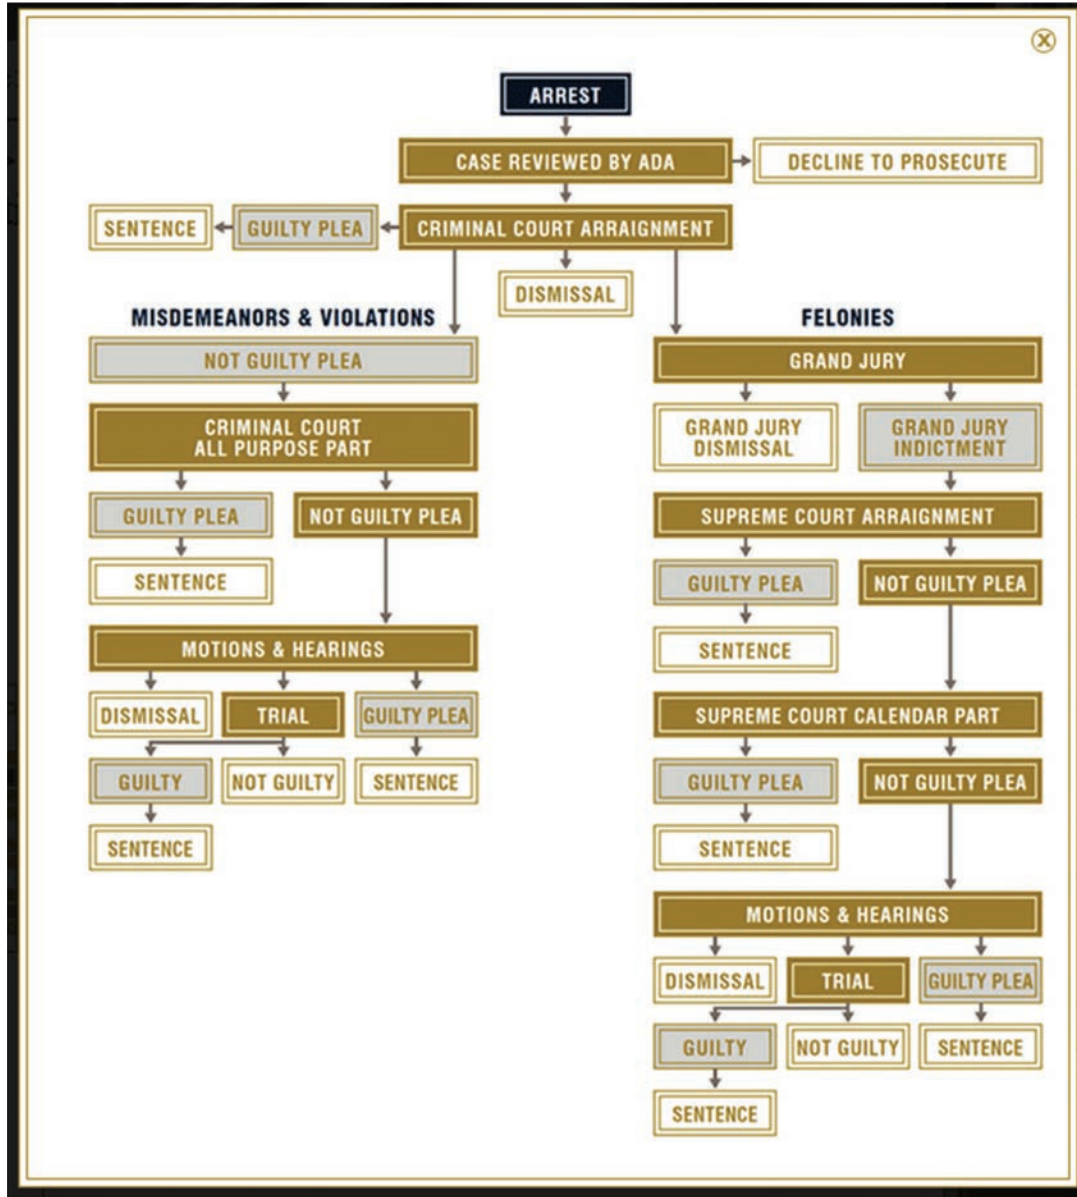 ARREST
CASE REVIEWED BY ADA
DECLINE TO PROSECUTE
SENTENCE
GUILTY PLEA
CRIMINAL COURT ARRAIGNMENT
DISMISSAL
MISDEMEANORS & VIOLATIONS
NOT GUILTY PLEA
CRIMINAL COURT
ALL PURPOSE PART
GUILTY PLEA
NOT GUILTY PLEA
SENTENCE
MOTIONS & HEARINGS
DISMISSAL
TRIAL
GUILTY PLEA
GUILTY
NOT GUILTY
SENTENCE
SENTENCE
FELONIES
GRAND JURY
GRAND JURY
DISMISSAL
GRAND JURY
INDICTMENT
SUPREME COURT ARRAIGNMENT
GUILTY PLEA
NOT GUILTY PLEA
SENTENCE
SUPREME COURT CALENDAR PART
GUILTY PLEA
NOT GUILTY PLEA
SENTENCE
MOTIONS & HEARINGS
DISMISSAL
TRIAL
GUILTY PLEA
GUILTY
NOT GUILTY
SENTENCE
SENTENCE